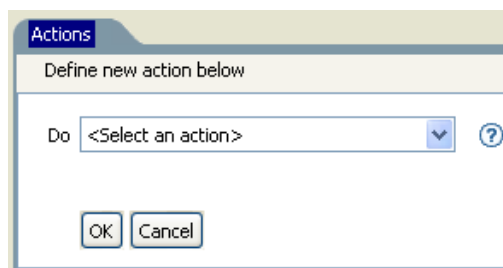 Actions
Define new action below
Do <Select an action> ?
OK Cancel